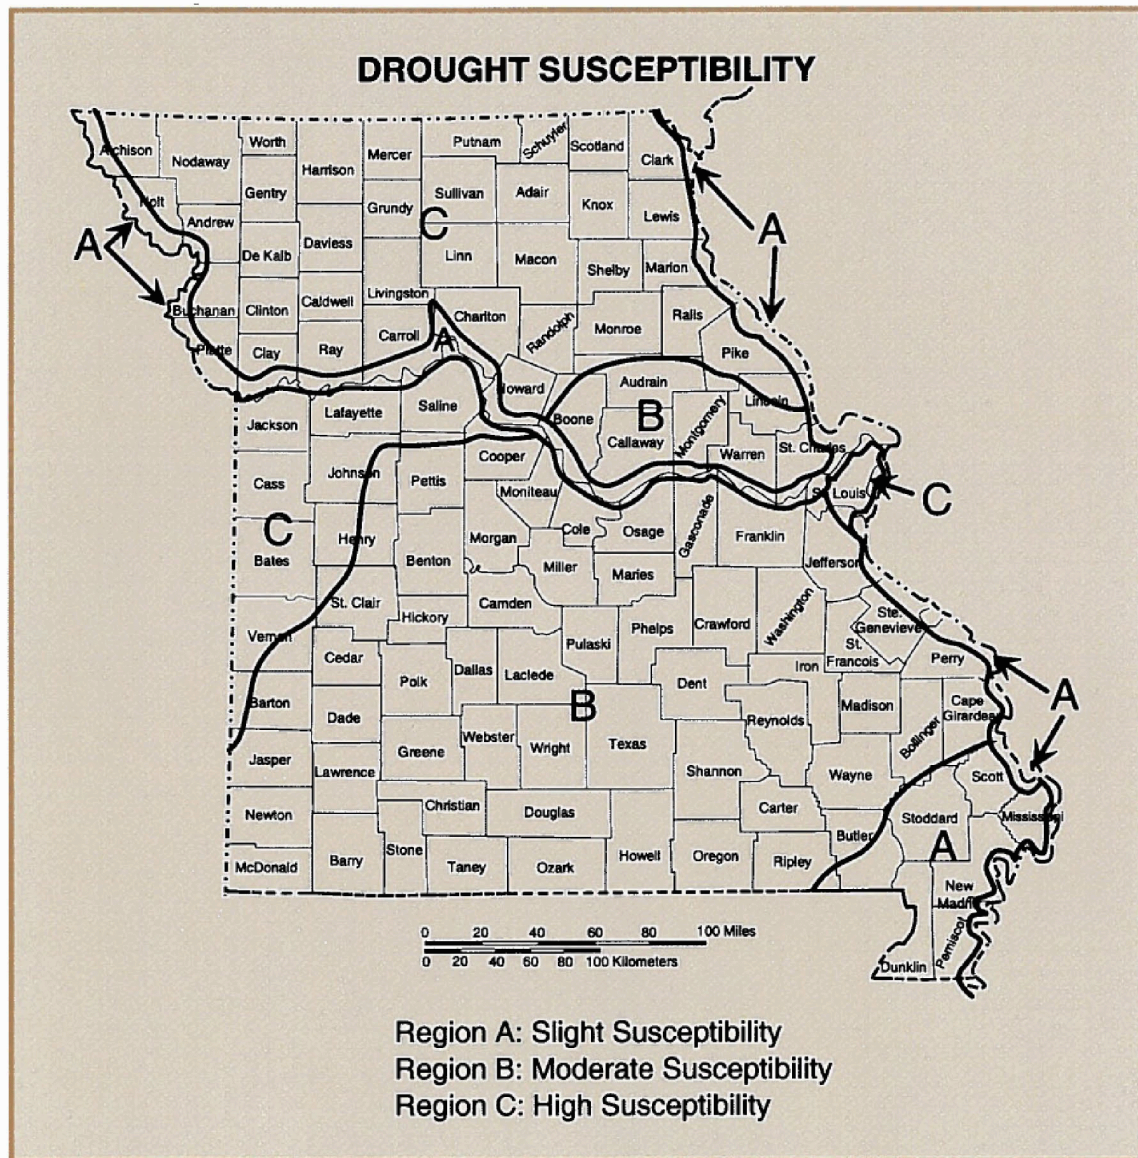 DROUGHT SUSCEPTIBILITY
Atchison
Nodaway
Worth
Harrison
Mercer
Putnam
Schuyler
Scotland
Clark
Gentry
Sullivan
Adair
Knox
Lewis
Holt
Andrew
Grundy
C
A
A
De Kalb
Daviess
Linn
Macon
Shelby
Marion
Buchanan
Clinton
Caldwell
Livingston
Chariton
Randolph
Monroe
Ralls
Platte
Clay
Ray
Carroll
A
Pike
Howard
Audrain
Lincoln
Jackson
Lafayette
Saline
Boone
B
Callaway
Montgomery
Warren
St. Charles
Cass
Johnson
Pettis
Cooper
Moniteau
St. Louis
C
C
Bates
Henry
Benton
Morgan
Cole
Osage
Gasconade
Franklin
Jefferson
Miller
Maries
Vernon
St. Clair
Hickory
Camden
Pulaski
Phelps
Crawford
Washington
Ste.
Genevieve
St.
Francois
Cedar
Polk
Dallas
Laclede
Dent
Iron
Perry
Barton
Dade
B
Reynolds
Madison
Bollinger
Cape
Girardeau
A
Jasper
Lawrence
Greene
Webster
Wright
Texas
Shannon
Wayne
Scott
Newton
Christian
Douglas
Carter
Butler
Stoddard
Mississippi
A
McDonald
Barry
Stone
Taney
Ozark
Howell
Oregon
Ripley
New
Madrid
Pemiscot
Dunklin
0 20 40 60 80 100 Miles
0 20 40 60 80 100 Kilometers
Region A: Slight Susceptibility
Region B: Moderate Susceptibility
Region C: High Susceptibility